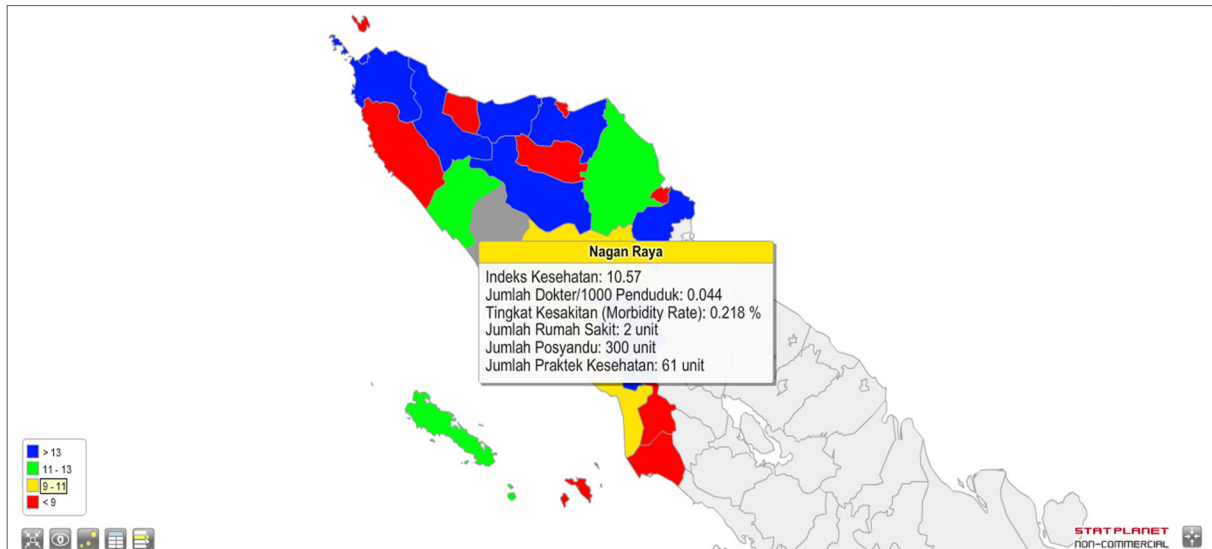 Nagan Raya
Indeks Kesehatan: 10.57
Jumlah Dokter/1000 Penduduk: 0.044
Tingkat Kesakitan (Morbidity Rate): 0.218 %
Jumlah Rumah Sakit: 2 unit
Jumlah Posyandu: 300 unit
Jumlah Praktek Kesehatan: 61 unit
> 13
11 - 13
9 - 11
< 9
STATPLANET
NON-COMMERCIAL